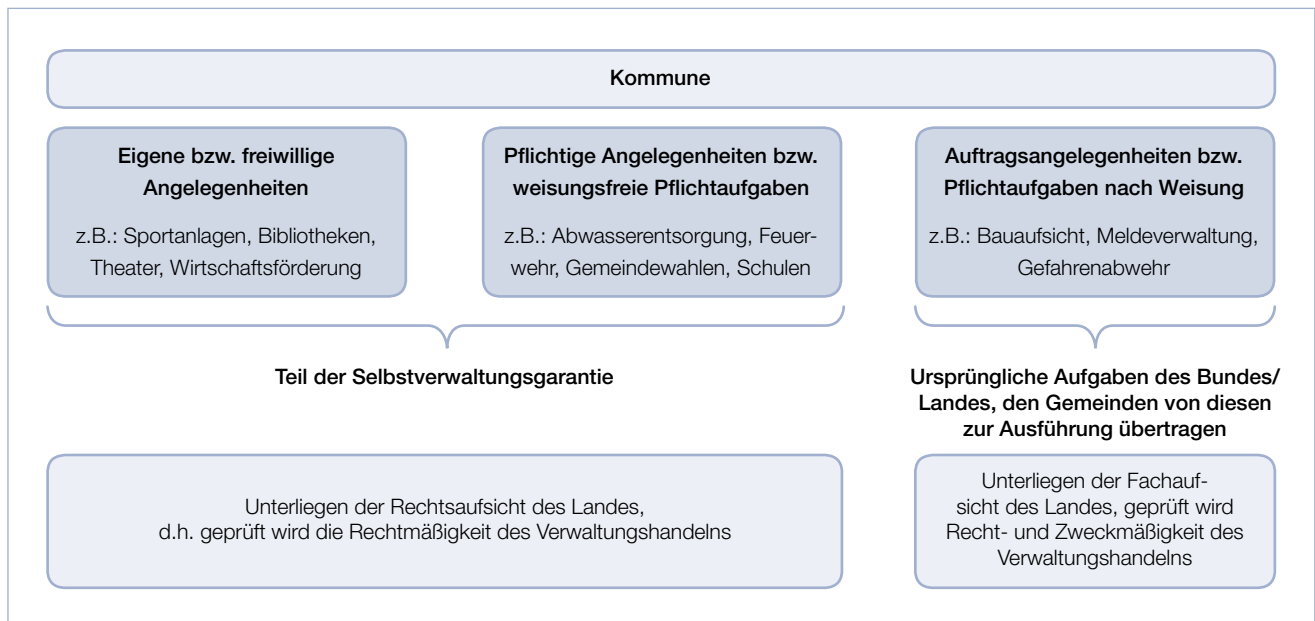 Kommune
Eigene bzw. freiwillige
Angelegenheiten
z.B.: Sportanlagen, Bibliotheken,
Theater, Wirtschaftsförderung
Pflichtige Angelegenheiten bzw.
weisungsfreie Pflichtaufgaben
z.B.: Abwasserentsorgung, Feuer-
wehr, Gemeindewahlen, Schulen
Auftragsangelegenheiten bzw.
Pflichtaufgaben nach Weisung
z.B.: Bauaufsicht, Meldeverwaltung,
Gefahrenabwehr
Teil der Selbstverwaltungsgarantie
Ursprüngliche Aufgaben des Bundes/
Landes, den Gemeinden von diesen
zur Ausführung übertragen
Unterliegen der Rechtsaufsicht des Landes,
d.h. geprüft wird die Rechtmäßigkeit des Verwaltungshandelns
Unterliegen der Fachauf-
sicht des Landes, geprüft wird
Recht- und Zweckmäßigkeit des
Verwaltungshandelns